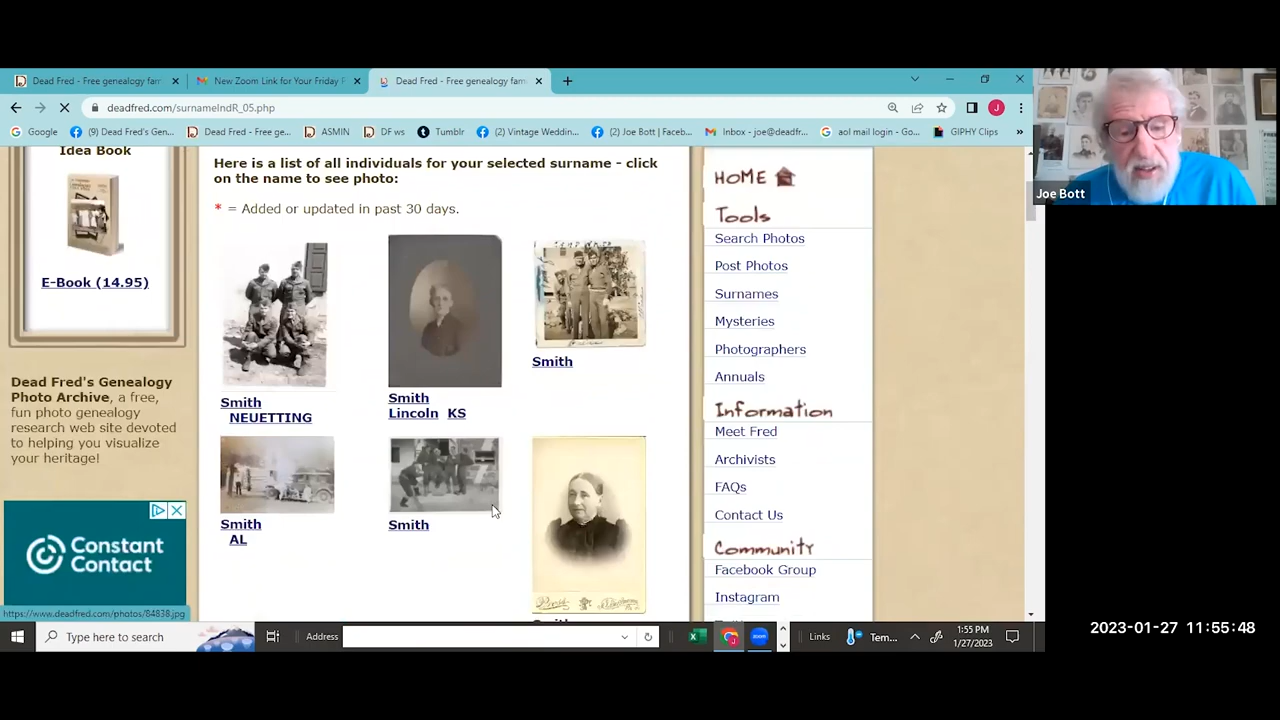 Dead Fred - Free genealogy fam
New Zoom Link for Your Friday F
Dead Fred - Free genealogy fam
deadfred.com/surnameIndR_05.php
Google
(9) Dead Fred's Gen...
Dead Fred - Free ge...
ASMIN
DF ws
Tumblr
(2) Vintage Weddin...
(2) Joe Bott | Faceb...
Inbox - joe@deadfr...
aol mail login - Go...
GIPHY Clips
»
J
Joe Bott
Idea Book
E-Book (14.95)
Dead Fred's Genealogy
Photo Archive, a free,
fun photo genealogy
research web site devoted
to helping you visualize
your heritage!
Constant
Contact
https://www.deadfred.com/photos/84838.jpg
Here is a list of all individuals for your selected surname - click
on the name to see photo:
* = Added or updated in past 30 days.
Smith
NEUETTING
Smith
Lincoln KS
Smith
Smith
AL
Smith
HOME
Tools
Search Photos
Post Photos
Surnames
Mysteries
Photographers
Annuals
Information
Meet Fred
Archivists
FAQs
Contact Us
Community
Facebook Group
Instagram
Type here to search
Address
zoom
Links
Tem...
1:55 PM
1/27/2023
2023-01-27 11:55:48